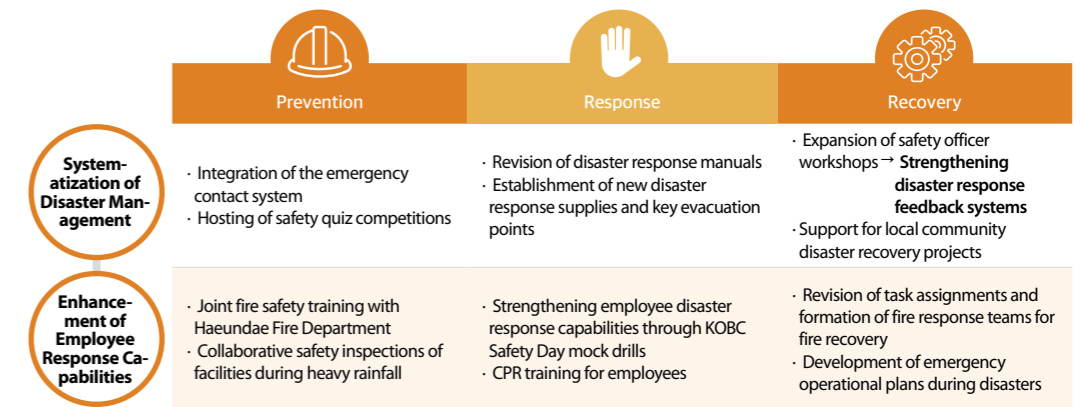 Prevention
Response
Recovery
System-
atization of
Disaster Man-
agement
· Integration of the emergency
contact system
· Hosting of safety quiz competitions
· Revision of disaster response manuals
· Establishment of new disaster
response supplies and key evacuation
points
· Expansion of safety officer
workshops → Strengthening
disaster response
feedback systems
· Support for local community
disaster recovery projects
Enhance-
ment of
Employee
Response Ca-
pabilities
· Joint fire safety training with
Haeundae Fire Department
· Collaborative safety inspections of
facilities during heavy rainfall
· Strengthening employee disaster
response capabilities through KOBC
Safety Day mock drills
· CPR training for employees
· Revision of task assignments and
formation of fire response teams for
fire recovery
· Development of emergency
operational plans during disasters